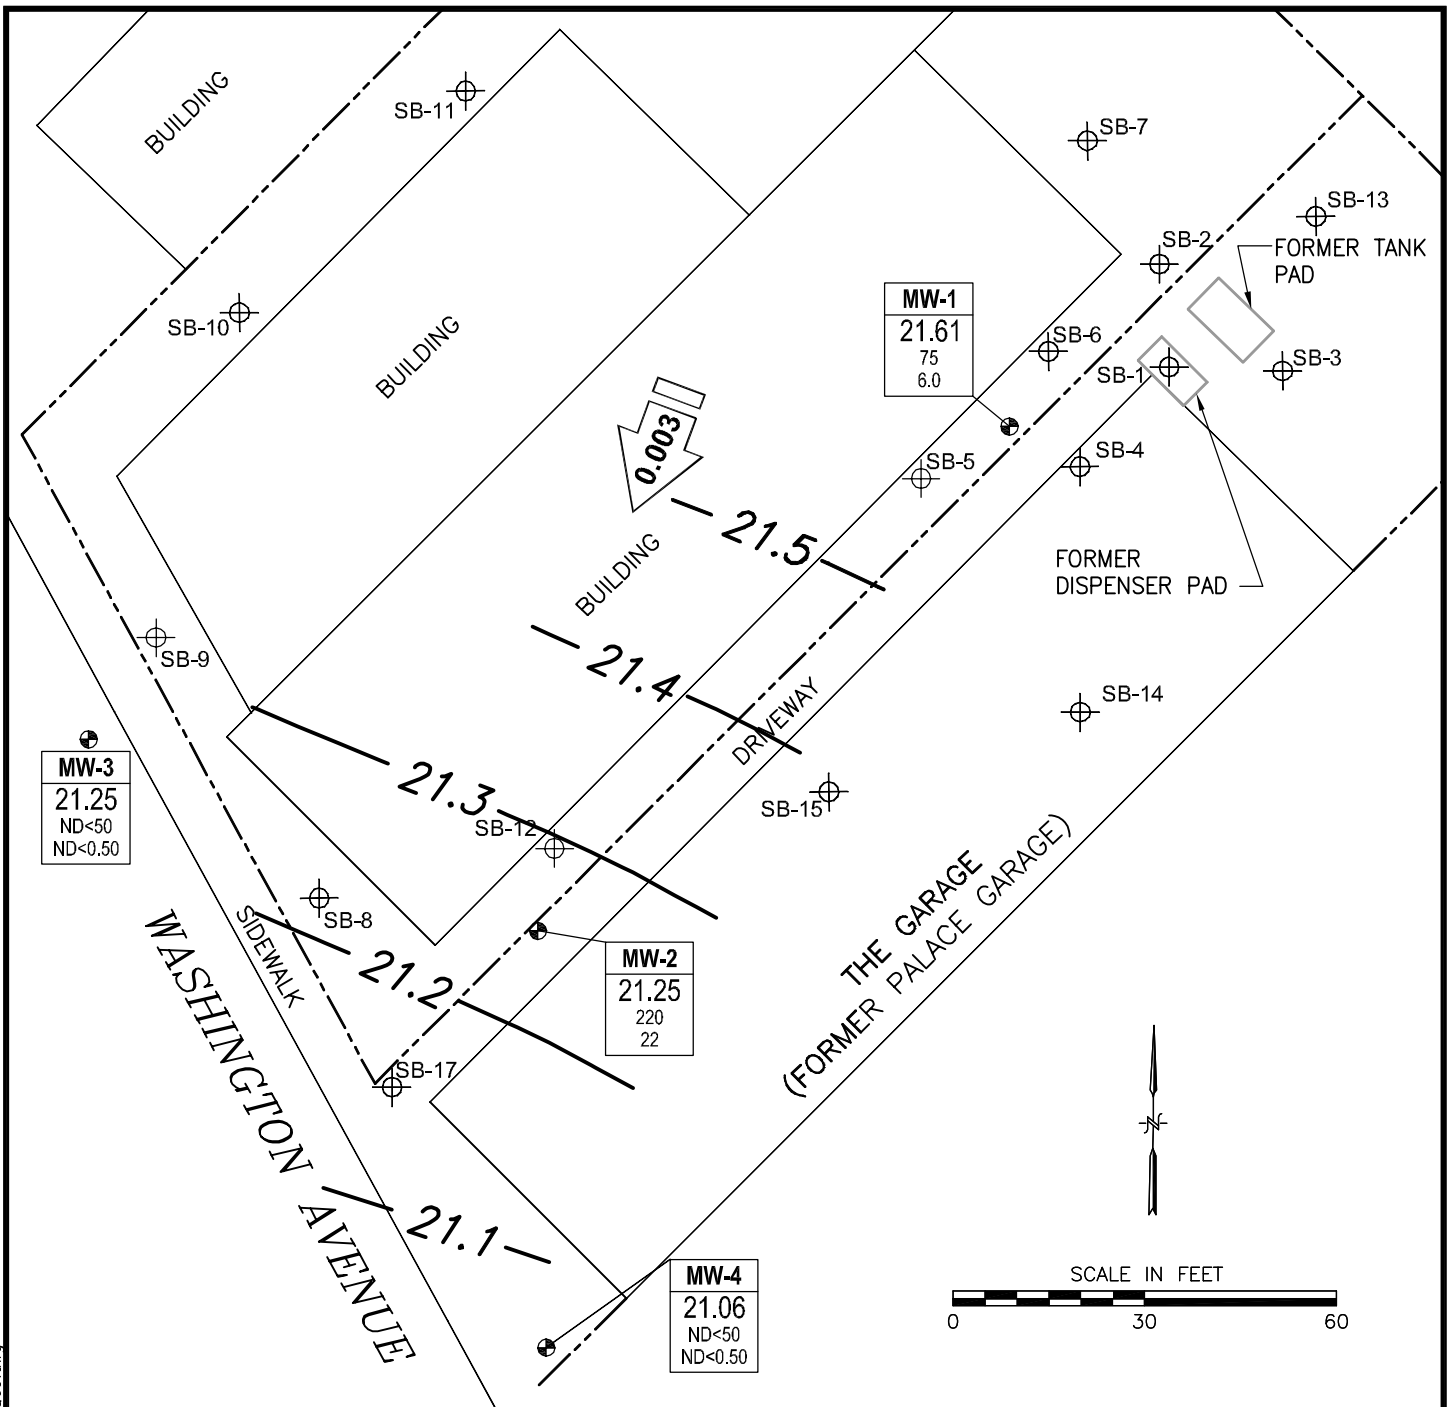 BUILDING
SB-11
SB-7
SB-13
SB-2
FORMER TANK
PAD
SB-10
BUILDING
MW-1
21.61
75
6.0
SB-6
SB-1
SB-3
0.003
SB-5
SB-4
21.5
BUILDING
FORMER
DISPENSER PAD
SB-9
21.4
DRIVEWAY
SB-14
MW-3
21.25
ND<50
ND<0.50
21.3
SB-12
SB-15
THE GARAGE
(FORMER PALACE GARAGE)
SB-8
SIDEWALK
21.2
MW-2
21.25
220
22
WASHINGTON AVENUE
SB-17
N
21.1
MW-4
21.06
ND<50
ND<0.50
SCALE IN FEET
0 30 60